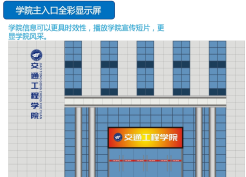 学院主入口全彩显示屏
学院信息可以更具时效性，播放学院宣传短片，更
显学院风采。
交通工程学院
交通工程学院